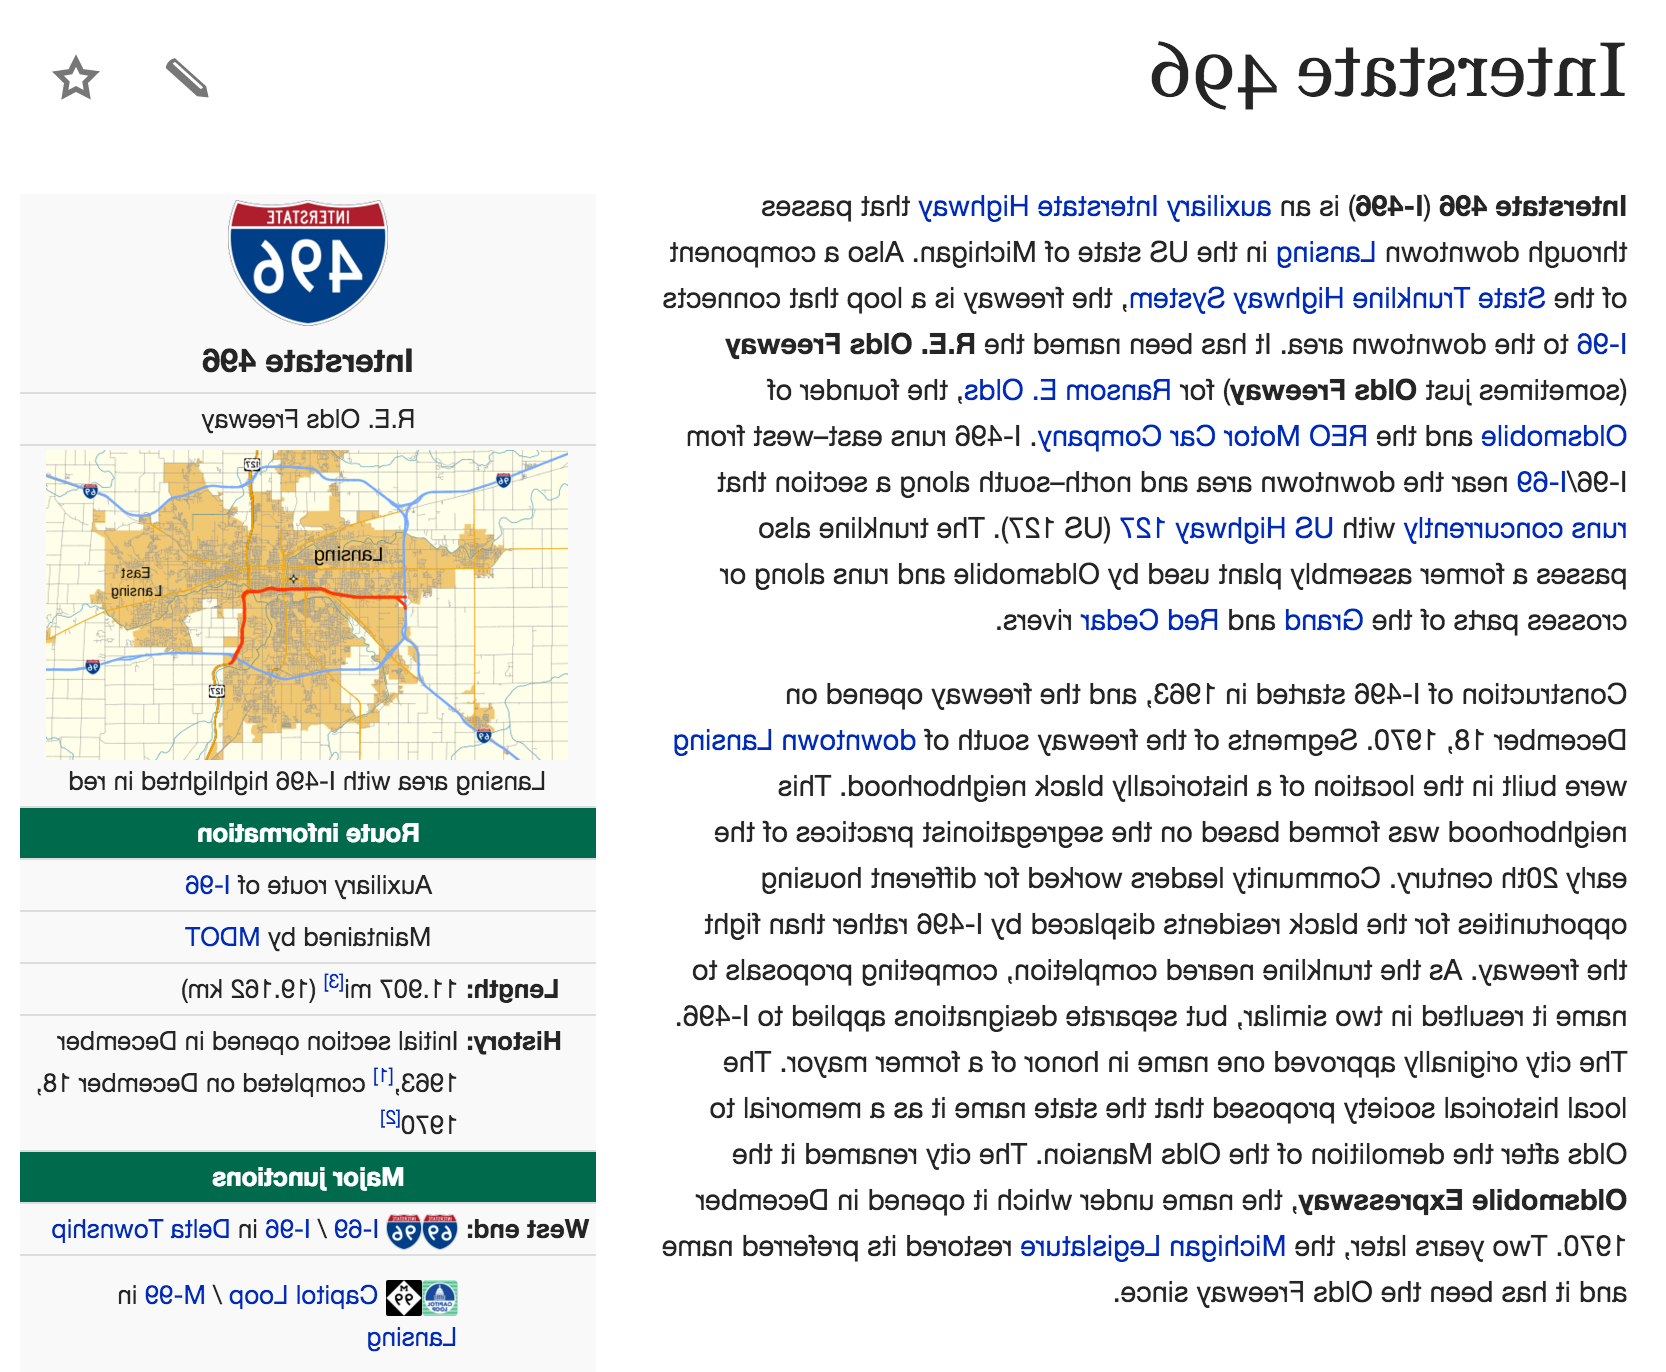 Interstate 496
Interstate 496 (I-496) is an auxiliary Interstate Highway that passes
through downtown Lansing in the US state of Michigan. Also a component
of the State Trunkline Highway System, the freeway is a loop that connects
I-96 to the downtown area. It has been named the R.E. Olds Freeway
(sometimes just Olds Freeway) for Ransom E. Olds, the founder of
Oldsmobile and the REO Motor Car Company. I-496 runs east–west from
I-96/I-69 near the downtown area and north–south along a section that
runs concurrently with US Highway 127 (US 127). The trunkline also
passes a former assembly plant used by Oldsmobile and runs along or
crosses parts of the Grand and Red Cedar rivers.
Construction of I-496 started in 1963, and the freeway opened on
December 18, 1970. Segments of the freeway south of downtown Lansing
were built in the location of a historically black neighborhood. This
neighborhood was formed based on the segregationist practices of the
early 20th century. Community leaders worked for different housing
opportunities for the black residents displaced by I-496 rather than fight
the freeway. As the trunkline neared completion, competing proposals to
name it resulted in two similar, but separate designations applied to I-496.
The city originally approved one name in honor of a former mayor. The
local historical society proposed that the state name it as a memorial to
Olds after the demolition of the Olds Mansion. The city renamed it the
Oldsmobile Expressway, the name under which it opened in December
1970. Two years later, the Michigan Legislature restored its preferred name
and it has been the Olds Freeway since.
INTERSTATE
496
Interstate 496
R.E. Olds Freeway
127
96
69
Lansing
East
Lansing
96
127
69
Lansing area with I-496 highlighted in red
Route information
Auxiliary route of I-96
Maintained by MDOT
Length: 11.907 mi[3] (19.162 km)
History: Initial section opened in December
1963,[1] completed on December 18,
1970[2]
Major junctions
West end: INTERSTATE 69 INTERSTATE 96 I-69 / I-96 in Delta Township
CAPITOL LOOP M 99 Capitol Loop / M-99 in
Lansing